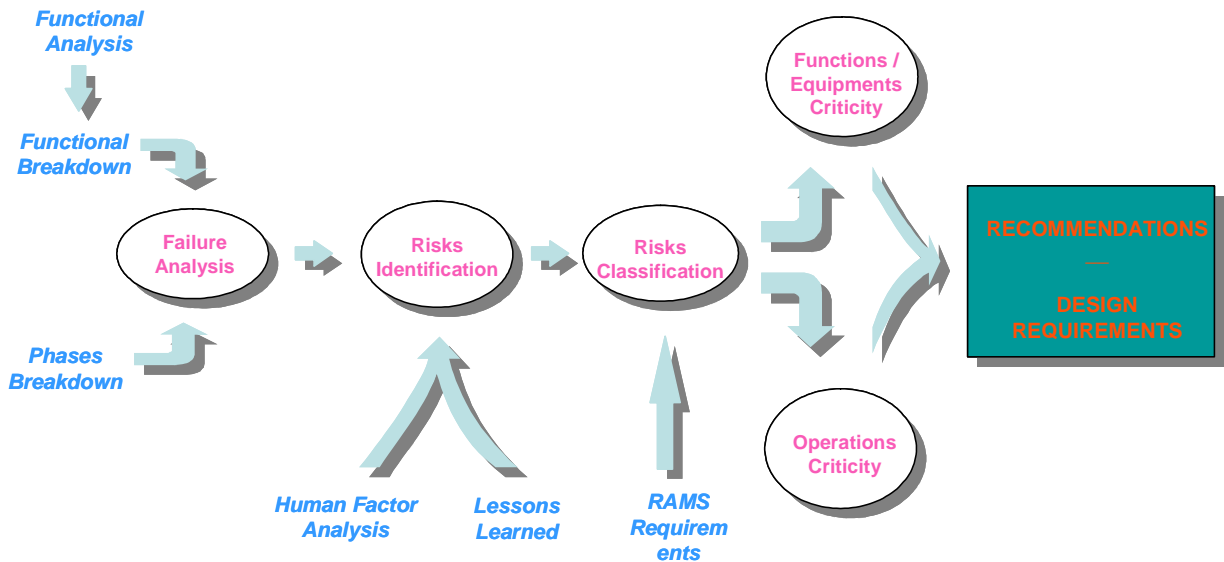 Functional
Analysis
Functional
Breakdown
Failure
Analysis
Phases
Breakdown
Risks
Identification
Human Factor
Analysis
Lessons
Learned
Risks
Classification
RAMS
Requirem
ents
Functions /
Equipments
Criticity
Operations
Criticity
RECOMMENDATIONS
—
DESIGN
REQUIREMENTS